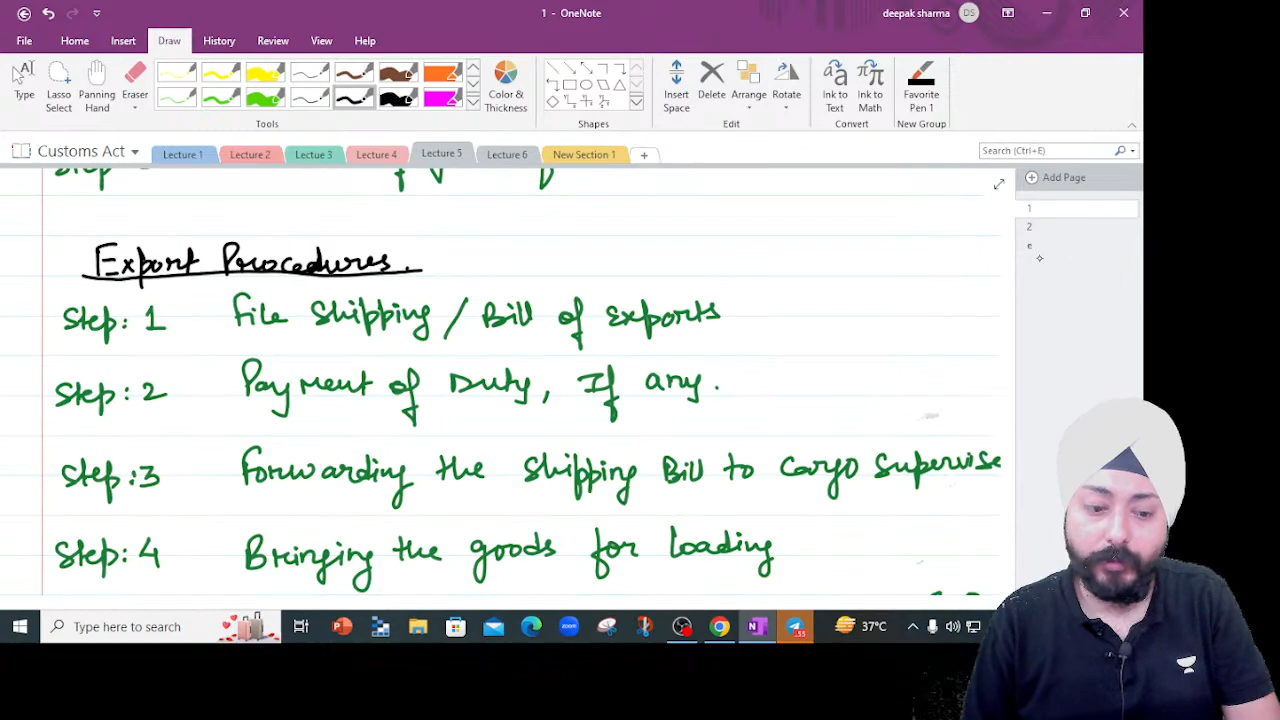 1 - OneNote
deepak sharma DS
File Home Insert Draw History Review View Help
Type Lasso Select Panning Hand Eraser Color & Thickness Insert Space Delete Arrange Rotate Ink to Text Ink to Math Favorite Pen 1
Tools Shapes Edit Convert New Group
Customs Act Lecture 1 Lecture 2 Lectue 3 Lecture 4 Lecture 5 Lecture 6 New Section 1 Search (Ctrl+E)
Add Page
1
2
e
Export Procedures.
Step: 1 File Shipping / Bill of Exports
Step: 2 Payment of Duty, If any.
Step: 3 Forwarding the Shipping Bill to Cargo Supervise
Step: 4 Bringing the goods for loading
Type here to search 37°C